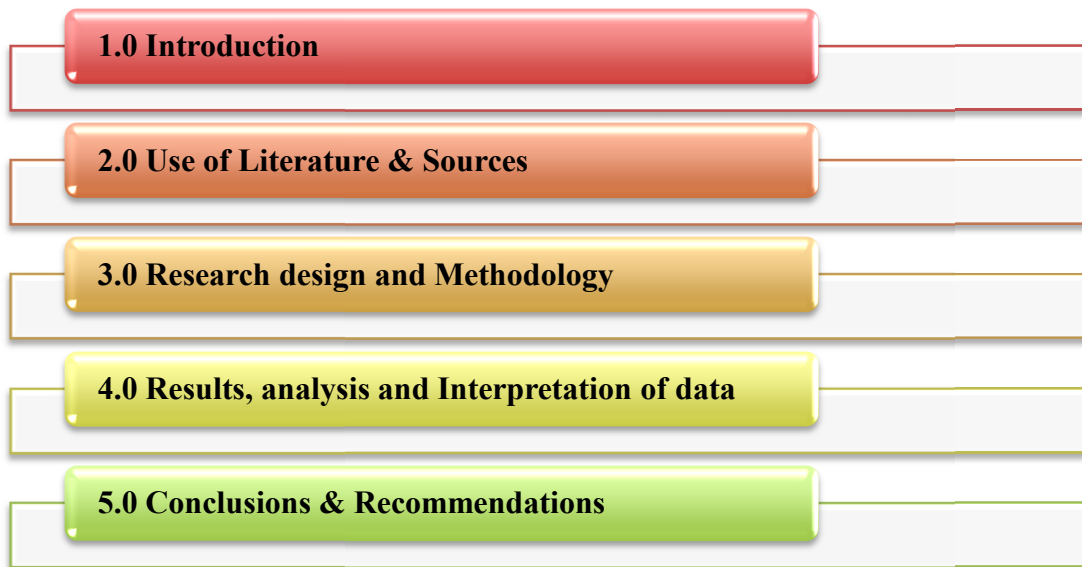 1.0 Introduction
2.0 Use of Literature & Sources
3.0 Research design and Methodology
4.0 Results, analysis and Interpretation of data
5.0 Conclusions & Recommendations